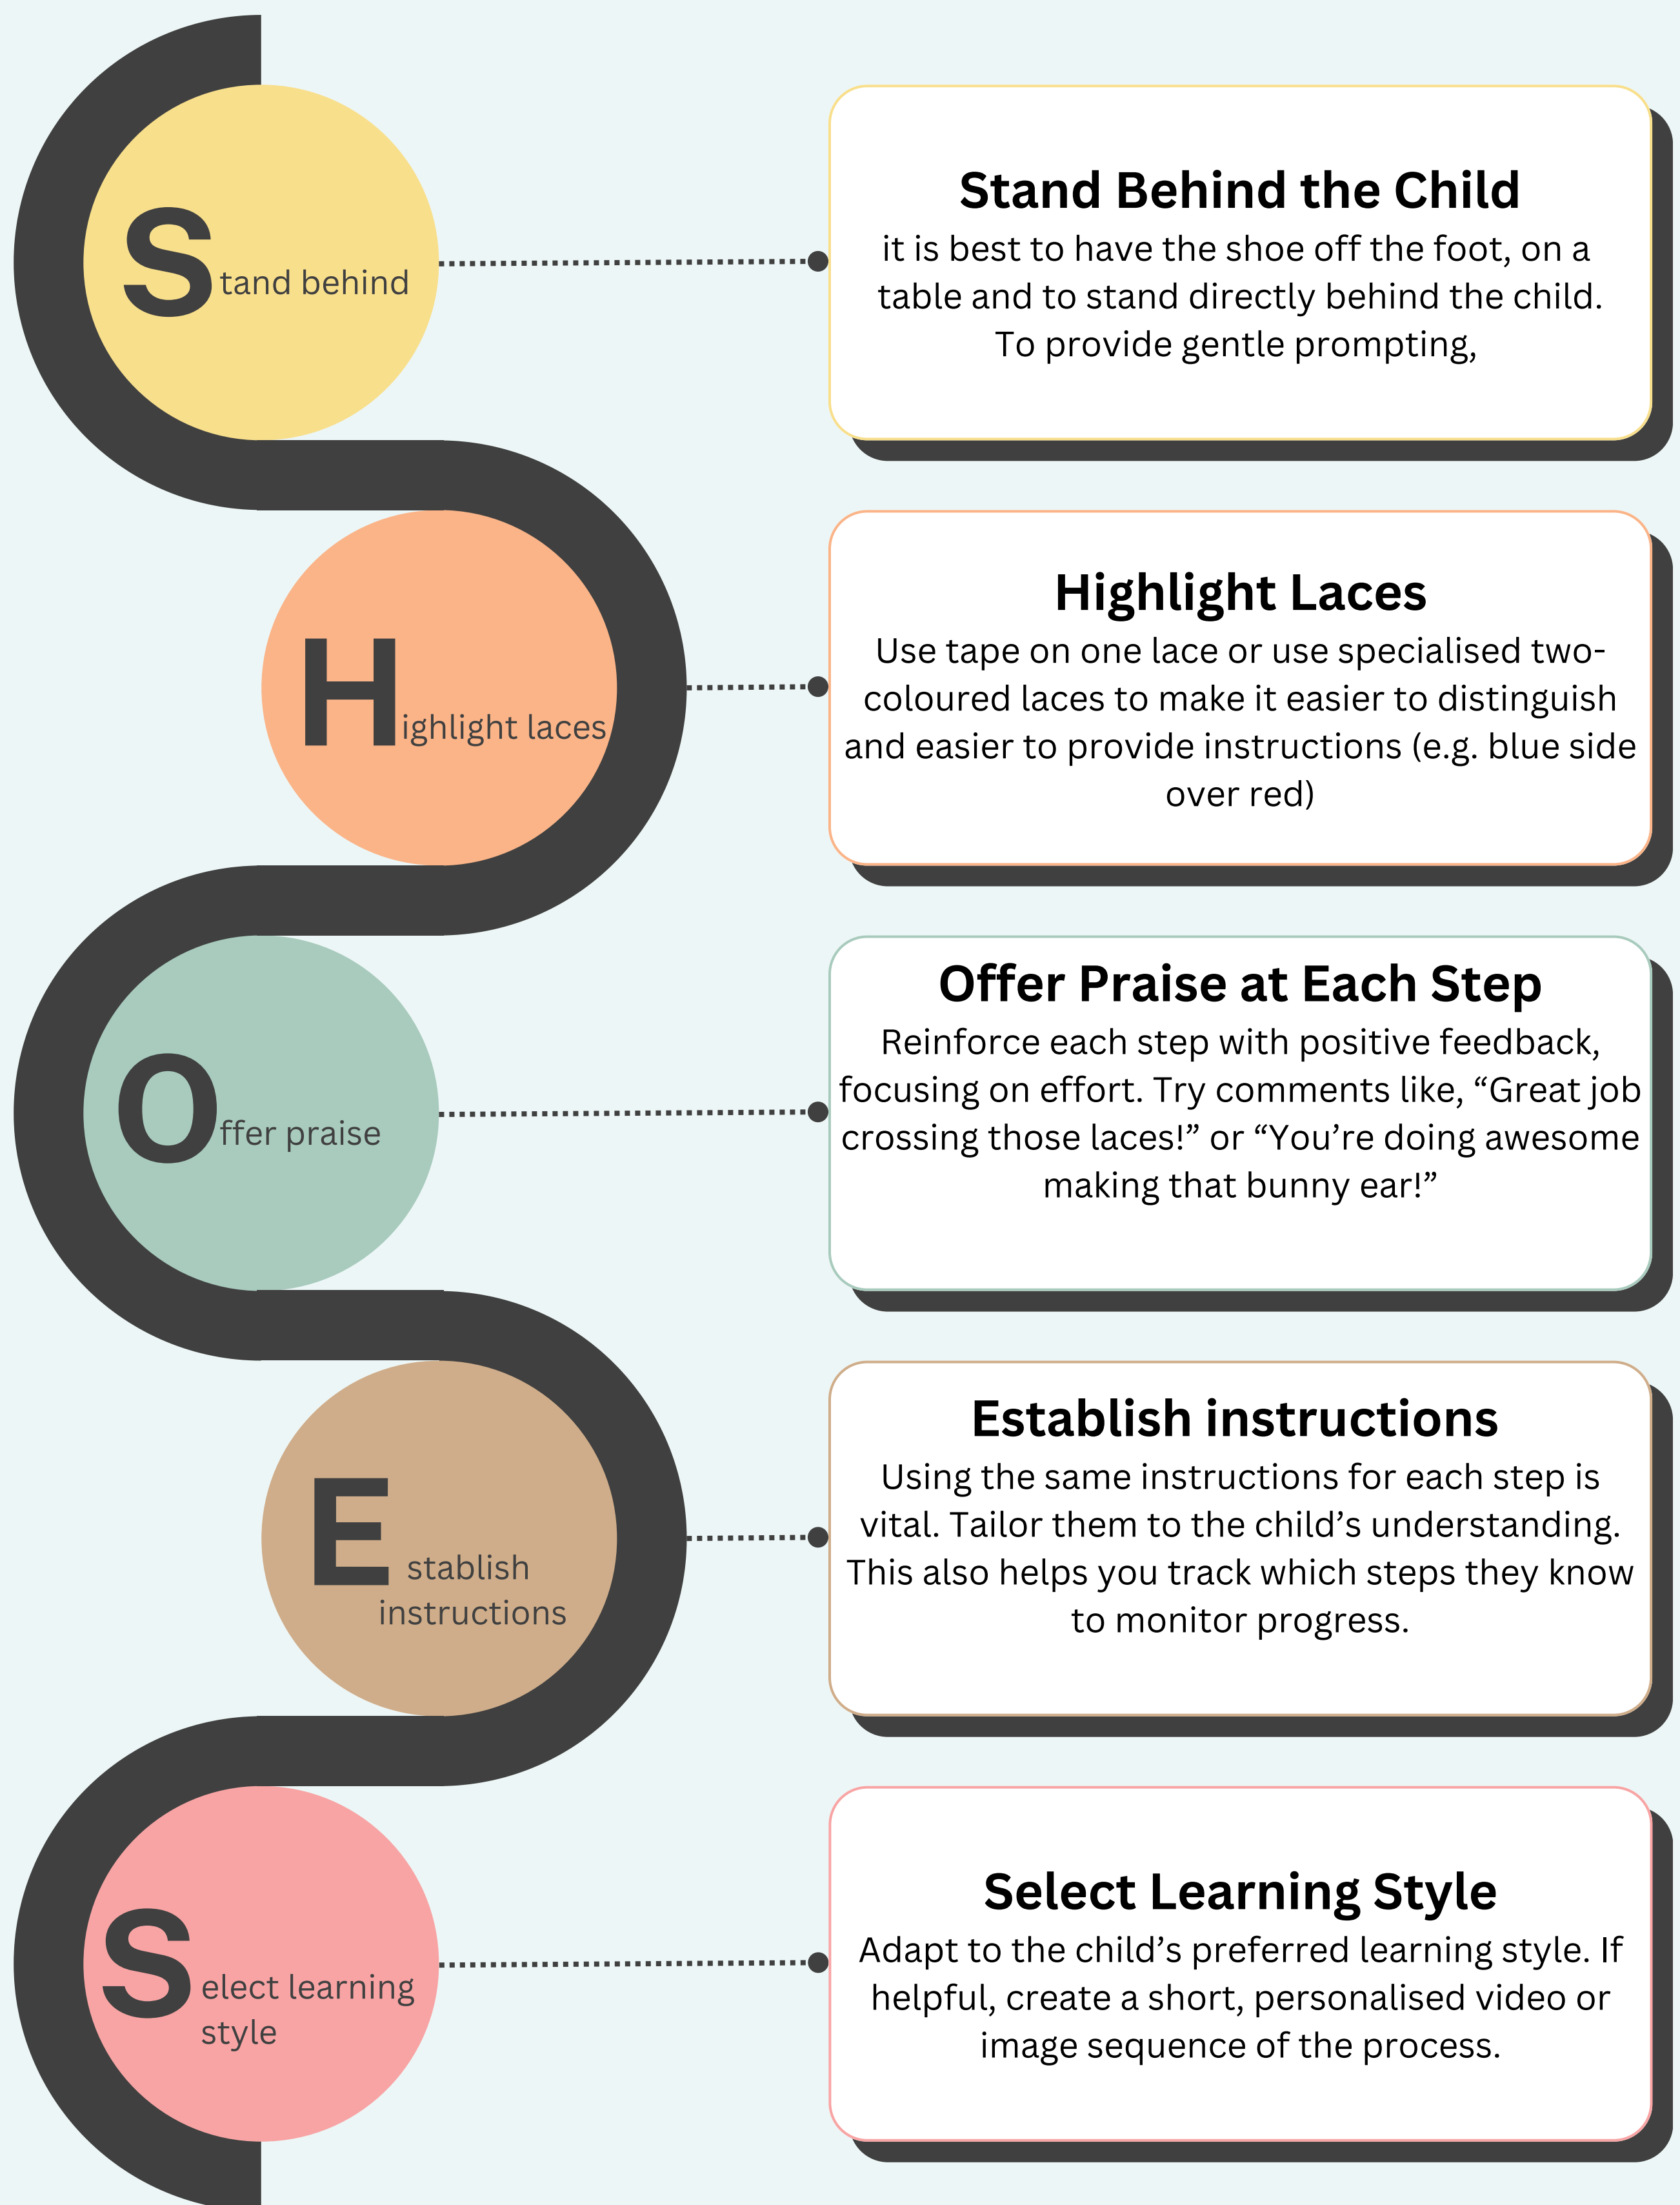 Stand behind
Stand Behind the Child
it is best to have the shoe off the foot, on a
table and to stand directly behind the child.
To provide gentle prompting,
Highlight laces
Highlight Laces
Use tape on one lace or use specialised two-
coloured laces to make it easier to distinguish
and easier to provide instructions (e.g. blue side
over red)
Offer praise
Offer Praise at Each Step
Reinforce each step with positive feedback,
focusing on effort. Try comments like, “Great job
crossing those laces!” or “You’re doing awesome
making that bunny ear!”
Establish
instructions
Establish instructions
Using the same instructions for each step is
vital. Tailor them to the child’s understanding.
This also helps you track which steps they know
to monitor progress.
Select learning
style
Select Learning Style
Adapt to the child’s preferred learning style. If
helpful, create a short, personalised video or
image sequence of the process.